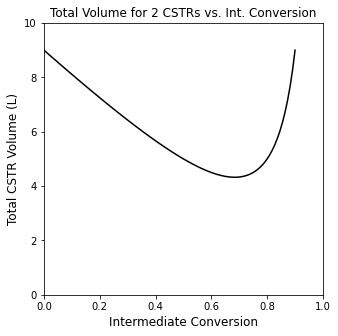 Total Volume for 2 CSTRs vs. Int. Conversion
Total CSTR Volume (L)
10
8
6
4
2
0
0.0 0.2 0.4 0.6 0.8 1.0
Intermediate Conversion